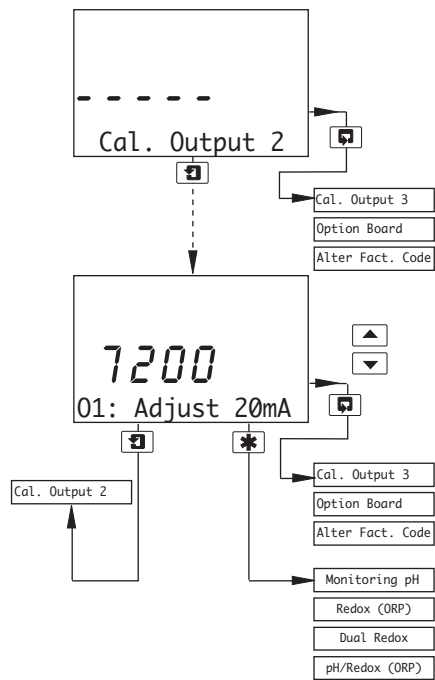 - - - - -
Cal. Output 2
Cal. Output 3
Option Board
Alter Fact. Code
7200
O1: Adjust 20mA
Cal. Output 2
Cal. Output 3
Option Board
Alter Fact. Code
Monitoring pH
Redox (ORP)
Dual Redox
pH/Redox (ORP)